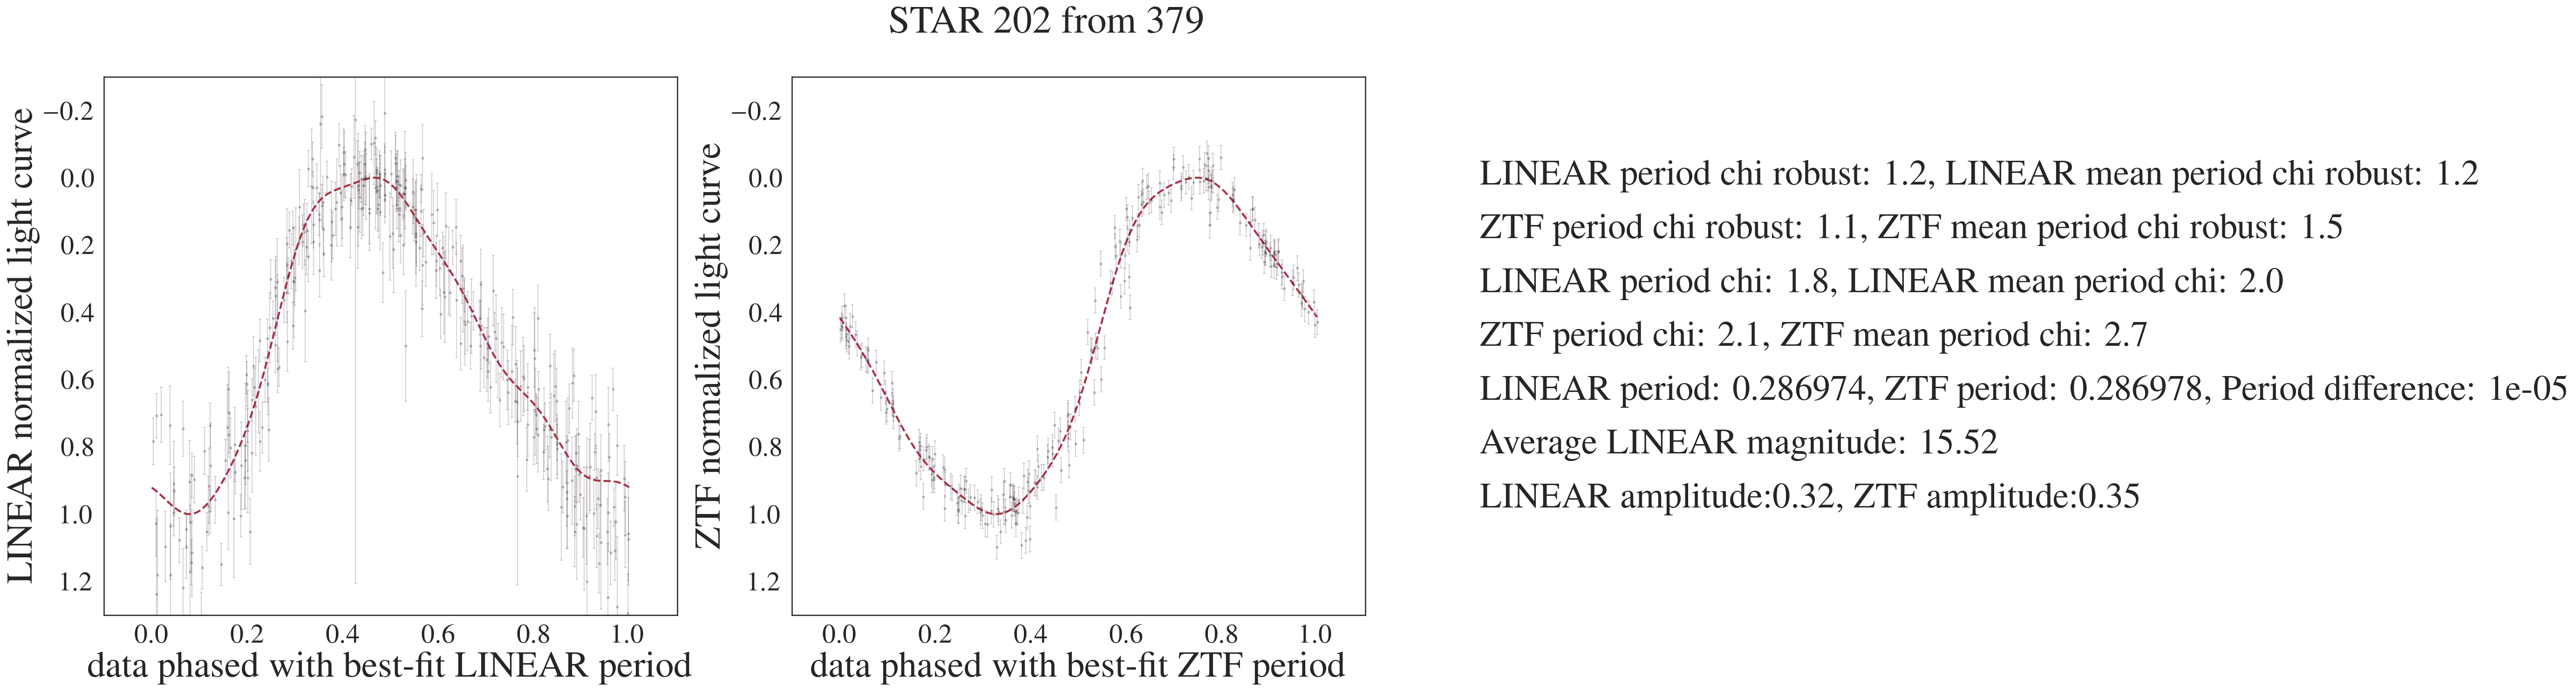 STAR 202 from 379
LINEAR normalized light curve
−0.2
0.0
0.2
0.4
0.6
0.8
1.0
1.2
0.0 0.2 0.4 0.6 0.8 1.0
data phased with best-fit LINEAR period
ZTF normalized light curve
−0.2
0.0
0.2
0.4
0.6
0.8
1.0
1.2
0.0 0.2 0.4 0.6 0.8 1.0
data phased with best-fit ZTF period
LINEAR period chi robust: 1.2, LINEAR mean period chi robust: 1.2
ZTF period chi robust: 1.1, ZTF mean period chi robust: 1.5
LINEAR period chi: 1.8, LINEAR mean period chi: 2.0
ZTF period chi: 2.1, ZTF mean period chi: 2.7
LINEAR period: 0.286974, ZTF period: 0.286978, Period difference: 1e-05
Average LINEAR magnitude: 15.52
LINEAR amplitude:0.32, ZTF amplitude:0.35